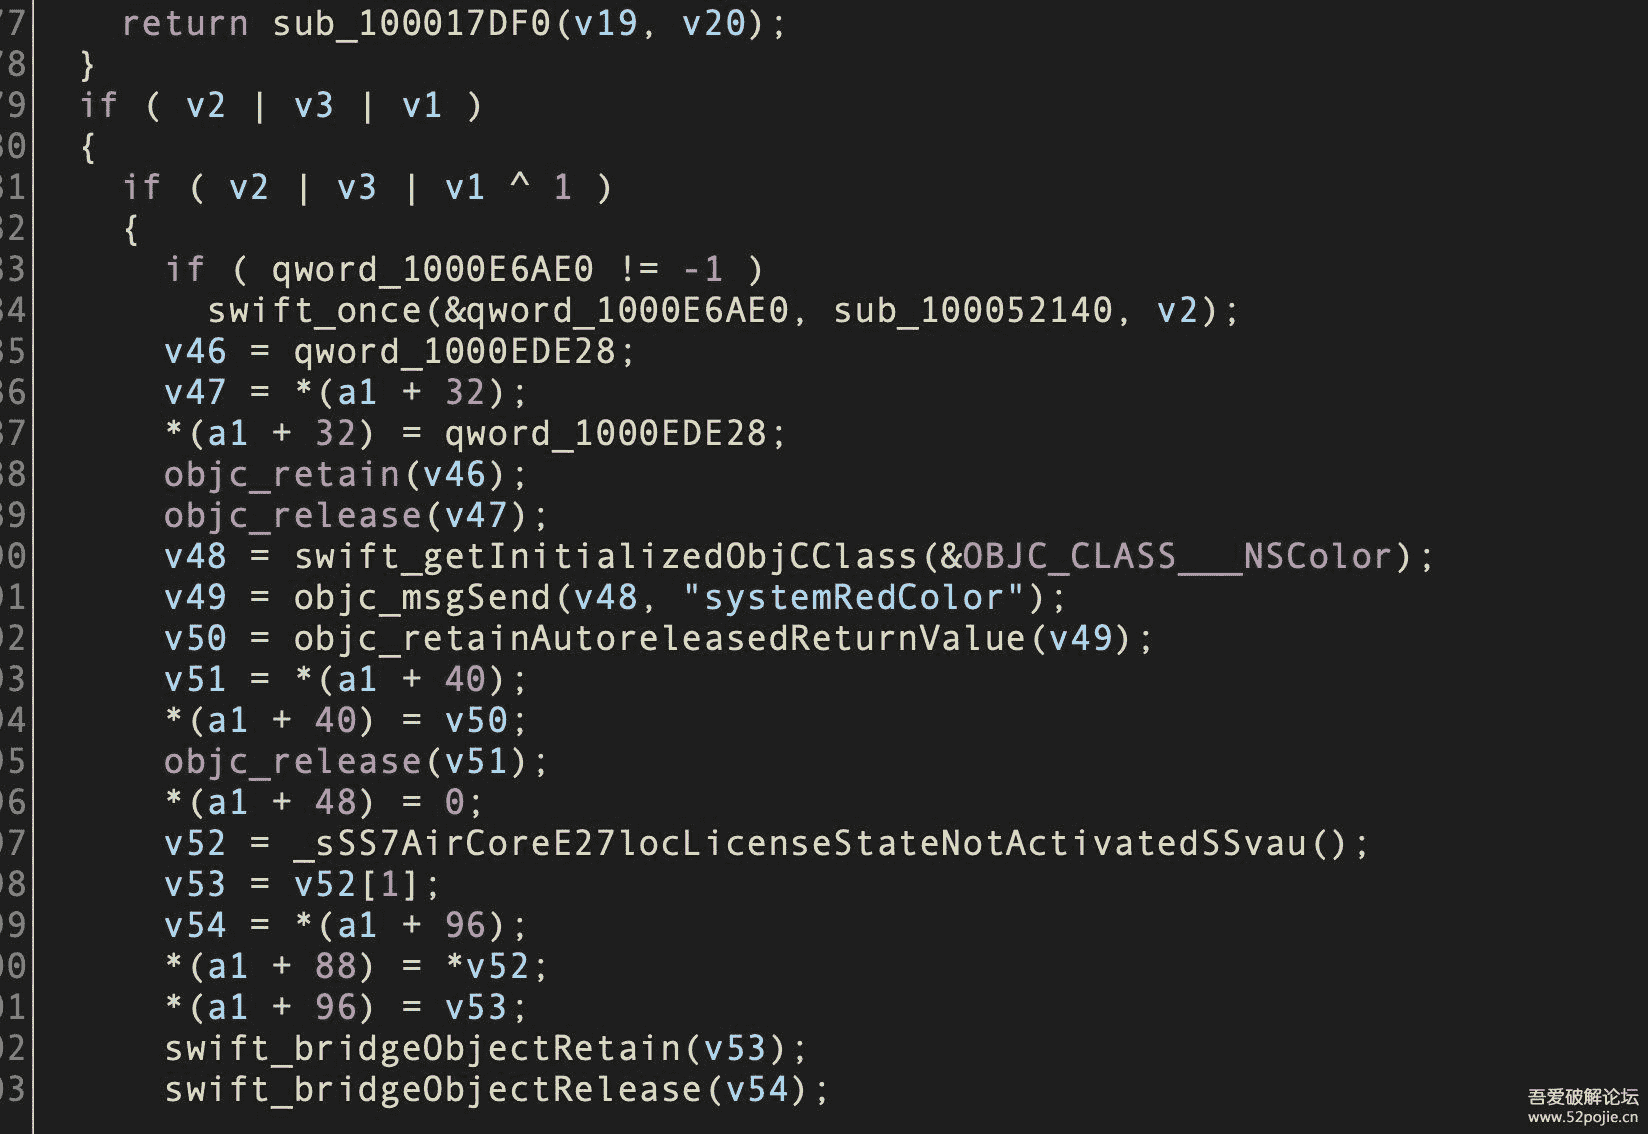 77 return sub_100017DF0(v19, v20);
78 }
79 if ( v2 | v3 | v1 )
80 {
81 if ( v2 | v3 | v1 ^ 1 )
82 {
83 if ( qword_1000E6AE0 != -1 )
84 swift_once(&qword_1000E6AE0, sub_100052140, v2);
85 v46 = qword_1000EDE28;
86 v47 = *(a1 + 32);
87 *(a1 + 32) = qword_1000EDE28;
88 objc_retain(v46);
89 objc_release(v47);
90 v48 = swift_getInitializedObjCClass(&OBJC_CLASS___NSColor);
91 v49 = objc_msgSend(v48, "systemRedColor");
92 v50 = objc_retainAutoreleasedReturnValue(v49);
93 v51 = *(a1 + 40);
94 *(a1 + 40) = v50;
95 objc_release(v51);
96 *(a1 + 48) = 0;
97 v52 = _sSS7AirCoreE27locLicenseStateNotActivatedSSvau();
98 v53 = v52[1];
99 v54 = *(a1 + 96);
00 *(a1 + 88) = *v52;
01 *(a1 + 96) = v53;
02 swift_bridgeObjectRetain(v53);
03 swift_bridgeObjectRelease(v54);
吾爱破解论坛
www.52pojie.cn